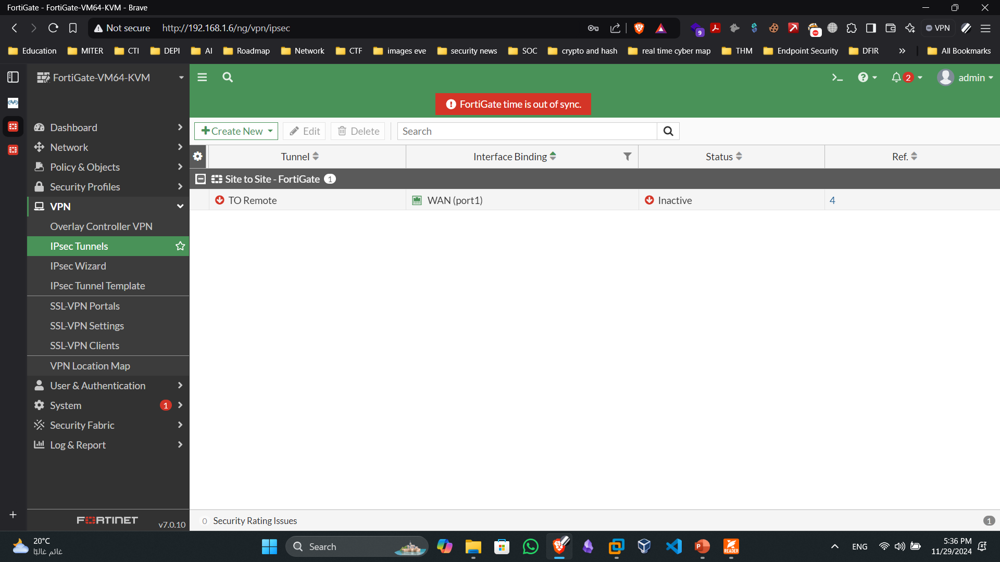 FortiGate - FortiGate-VM64-KVM - Brave
Not secure http://192.168.1.6/ng/vpn/ipsec
9
VPN
Education MITER CTI DEPI AI Roadmap Network CTF images eve security news SOC crypto and hash real time cyber map THM Endpoint Security DFIR » All Bookmarks
FortiGate-VM64-KVM
2 admin
FortiGate time is out of sync.
Dashboard
Network
Policy & Objects
Security Profiles
VPN
Overlay Controller VPN
IPsec Tunnels
IPsec Wizard
IPsec Tunnel Template
SSL-VPN Portals
SSL-VPN Settings
SSL-VPN Clients
VPN Location Map
User & Authentication
System 1
Security Fabric
Log & Report
FORTINET v7.0.10
Create New Edit Delete Search
Tunnel Interface Binding Status Ref.
Site to Site - FortiGate 1
TO Remote WAN (port1) Inactive 4
0 Security Rating Issues 1
20°C
غائم غالبًا
Search
READER
ENG
5:36 PM
11/29/2024